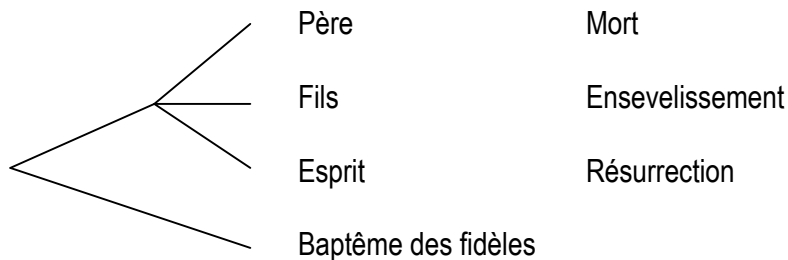 Père Mort
Fils Ensevelissement
Esprit Résurrection
Baptême des fidèles